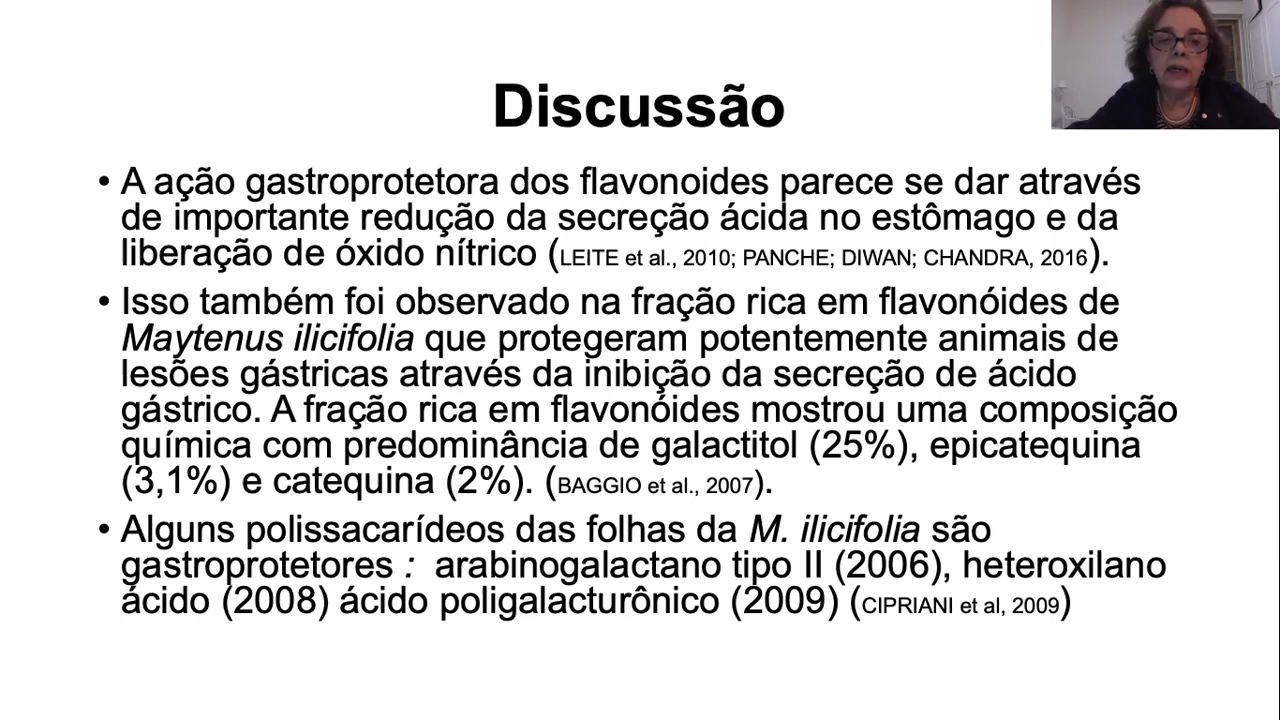 Discussão
• A ação gastroprotetora dos flavonoides parece se dar através
de importante redução da secreção ácida no estômago e da
liberação de óxido nítrico (LEITE et al., 2010; PANCHE; DIWAN; CHANDRA, 2016).
• Isso também foi observado na fração rica em flavonóides de
Maytenus ilicifolia que protegeram potentemente animais de
lesões gástricas através da inibição da secreção de ácido
gástrico. A fração rica em flavonóides mostrou uma composição
química com predominância de galactitol (25%), epicatequina
(3,1%) e catequina (2%). (BAGGIO et al., 2007).
• Alguns polissacarídeos das folhas da M. ilicifolia são
gastroprotetores : arabinogalactano tipo II (2006), heteroxilano
ácido (2008) ácido poligalacturônico (2009) (CIPRIANI et al, 2009)